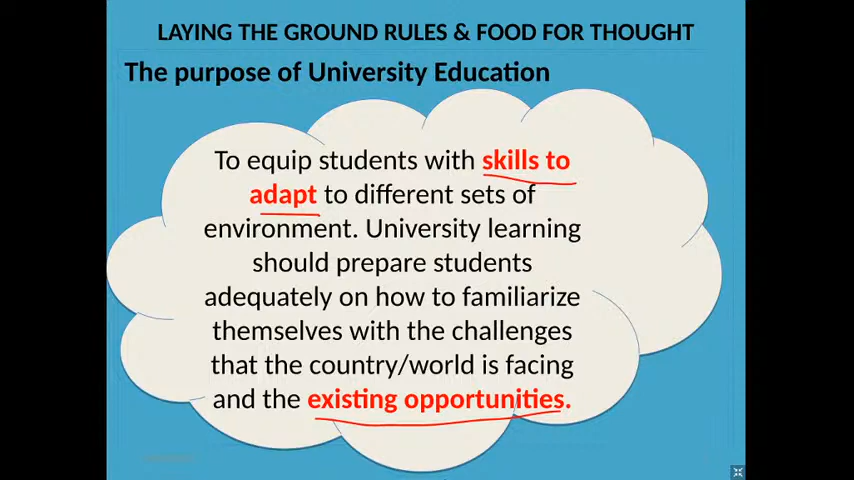 LAYING THE GROUND RULES & FOOD FOR THOUGHT
The purpose of University Education
To equip students with skills to
adapt to different sets of
environment. University learning
should prepare students
adequately on how to familiarize
themselves with the challenges
that the country/world is facing
and the existing opportunities.